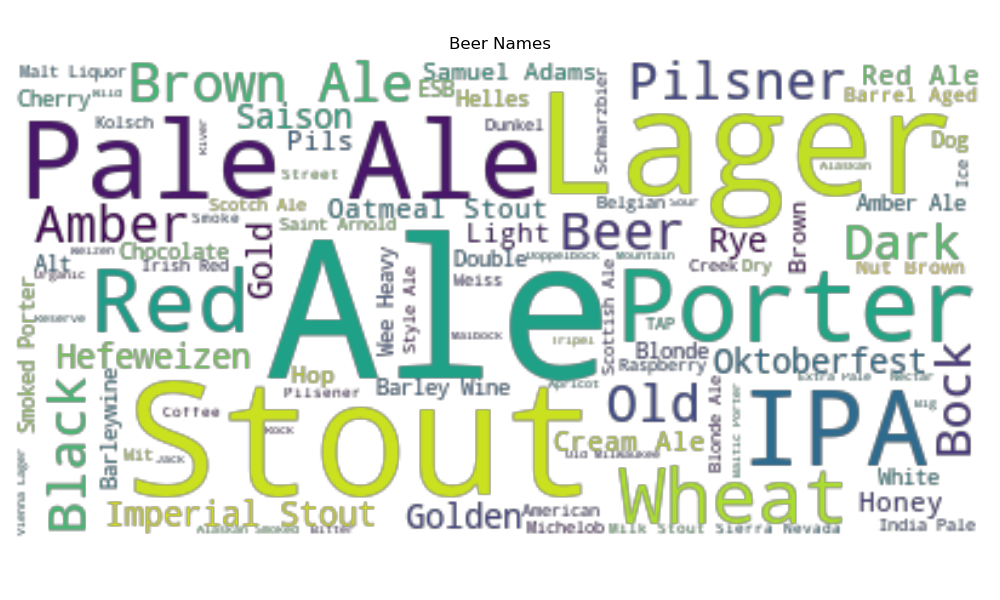 Beer Names
Malt Liquor
Brown Ale
Samuel Adams
Pilsner
Red Ale
Cherry
Wild
ESB
Helles
Barrel Aged
Kolsch
River
Saison
Pils
Dunkel
Schwarzbier
Dog
Pale Ale
Lager
Street
Alaskan
Ice
Scotch Ale
Oatmeal Stout
Belgian
Sour
Amber Ale
Amber
Smoke
Saint Arnold
Light
Beer
Rye
Brown
Dark
Weizen
Chocolate
Gold
Double
Doppelbock
Mountain
Alt
Irish Red
Creek
Dry
Nut Brown
Organic
Red
Ale
Wee Heavy
Style Ale
Weiss
Scottish Ale
Porter
Reserve
Maibock
Tripel
TAP
Smoked Porter
Hefeweizen
Blonde
Oktoberfest
Raspberry
Hop
Pilsener
Barley Wine
Apricot
Extra Pale
Nectar
Black
Barleywine
Stout
Coffee
Bock
Old
Blonde Ale
Baltic Porter
IPA
Big
Bock
Wit
Jack
Cream Ale
Old Milwaukee
Vienna Lager
Wheat
White
Imperial Stout
Golden
American
Honey
Alaskan Smoked
Bitter
Michelob
Milk Stout
Sierra Nevada
India Pale